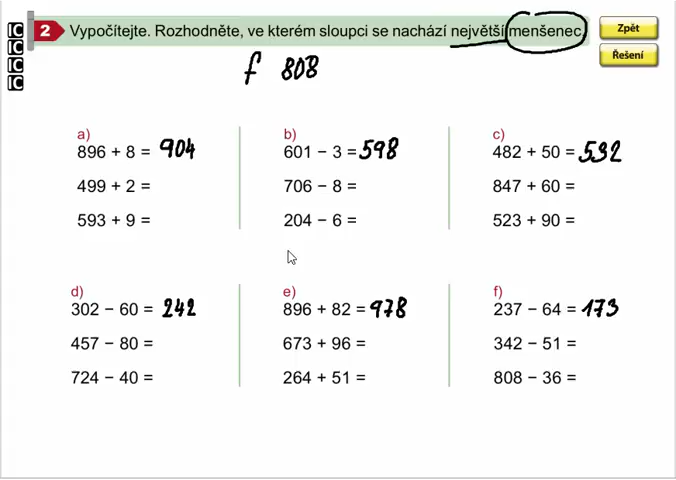 2 Vypočítejte. Rozhodněte, ve kterém sloupci se nachází největší menšenec.
Zpět
Řešení
f 808
a)
896 + 8 = 904
499 + 2 =
593 + 9 =
b)
601 − 3 = 598
706 − 8 =
204 − 6 =
c)
482 + 50 = 532
847 + 60 =
523 + 90 =
d)
302 − 60 = 242
457 − 80 =
724 − 40 =
e)
896 + 82 = 978
673 + 96 =
264 + 51 =
f)
237 − 64 = 173
342 − 51 =
808 − 36 =